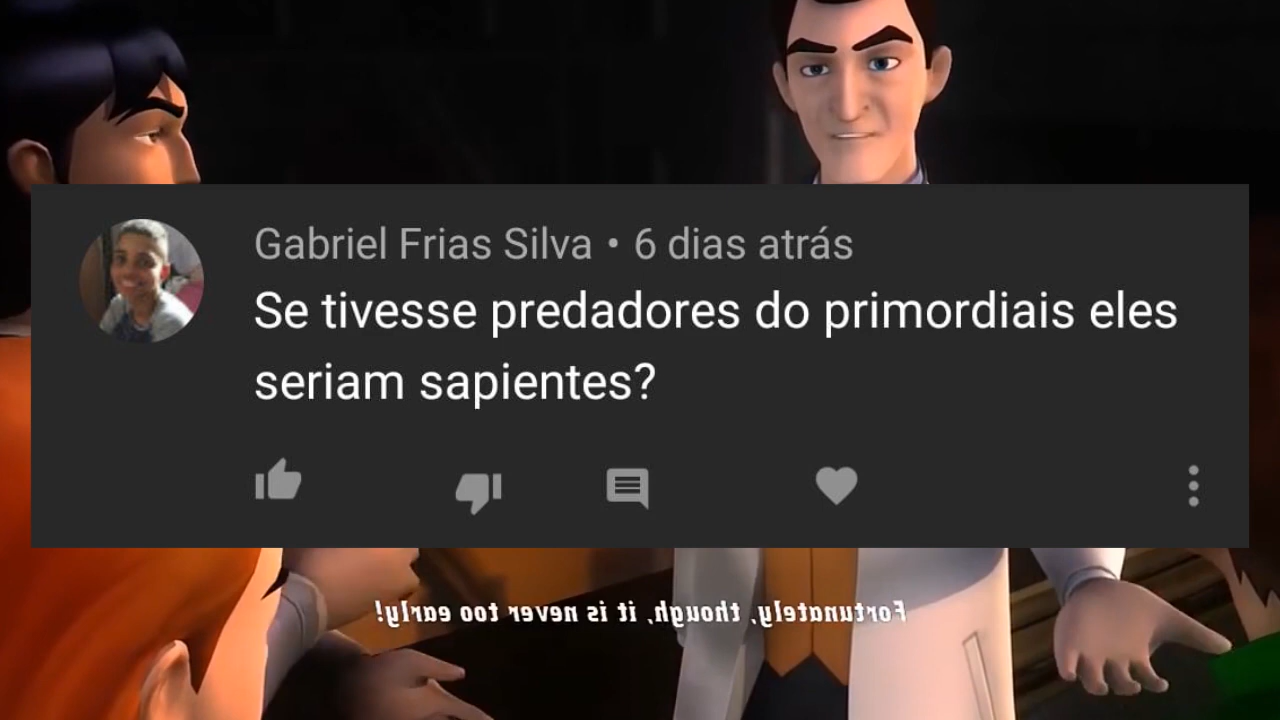 Gabriel Frias Silva • 6 dias atrás
Se tivesse predadores do primordiais eles
seriam sapientes?
Fortunately, though, it is never too early!